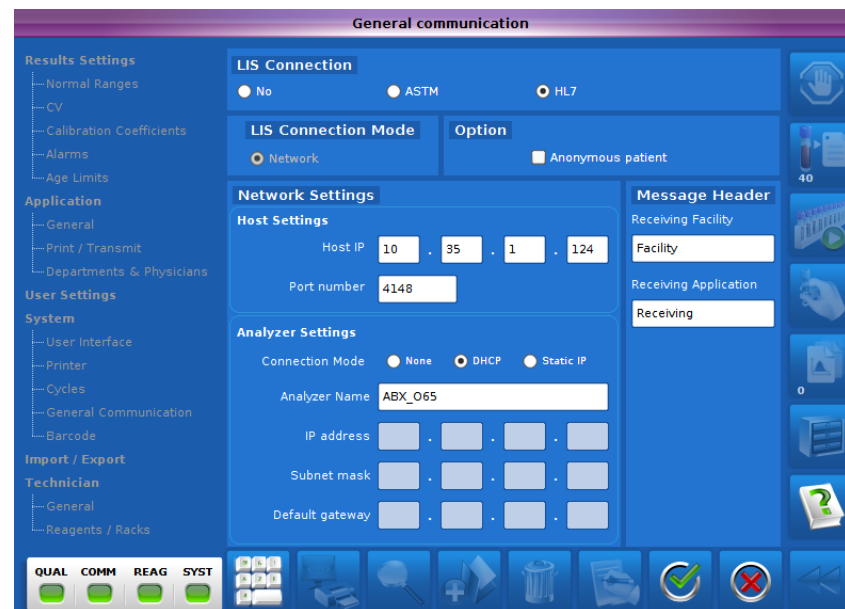 General communication
Results Settings
Normal Ranges
CV
Calibration Coefficients
Alarms
Age Limits
Application
General
Print / Transmit
Departments & Physicians
User Settings
System
User Interface
Printer
Cycles
General Communication
Barcode
Import / Export
Technician
General
Reagents / Racks
QUAL COMM REAG SYST
LIS Connection
No ASTM HL7
LIS Connection Mode
Network
Option
Anonymous patient
Network Settings
Host Settings
Host IP 10 . 35 . 1 . 124
Port number 4148
Analyzer Settings
Connection Mode None DHCP Static IP
Analyzer Name ABX_O65
IP address . . .
Subnet mask . . .
Default gateway . . .
Message Header
Receiving Facility
Facility
Receiving Application
Receiving
40
0
?